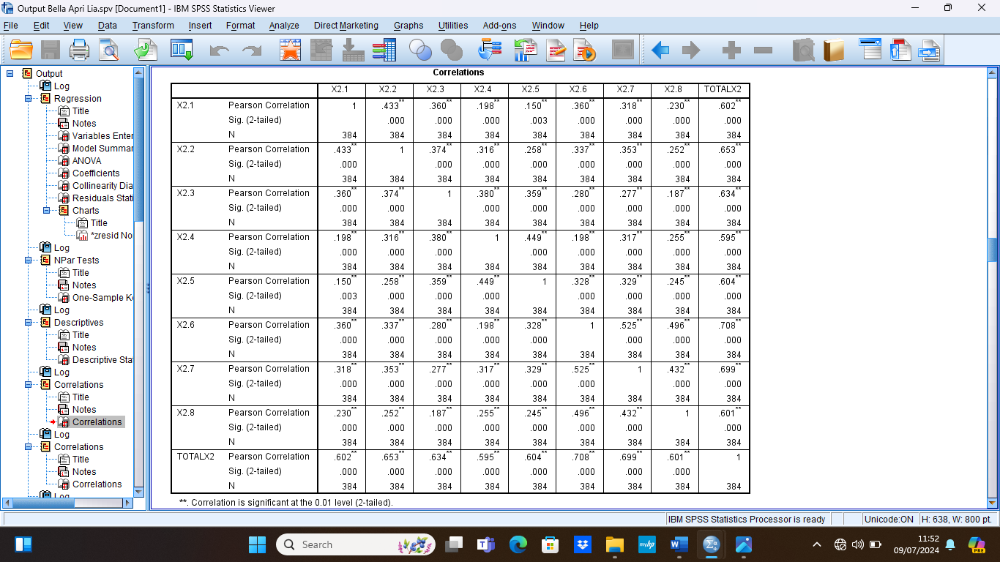 Output Bella Apri Lia.spv [Document1] - IBM SPSS Statistics Viewer
File Edit View Data Transform Insert Format Analyze Direct Marketing Graphs Utilities Add-ons Window Help
Output
Log
Regression
Title
Notes
Variables Enter
Model Summar
ANOVA
Coefficients
Collinearity Dia
Residuals Stati
Charts
Title
*zresid No
Log
NPar Tests
Title
Notes
One-Sample Ko
Log
Descriptives
Title
Notes
Descriptive Sta
Log
Correlations
Title
Notes
Correlations
Log
Correlations
Title
Notes
Correlations
Log
Correlations
X2.1 X2.2 X2.3 X2.4 X2.5 X2.6 X2.7 X2.8 TOTALX2
X2.1 Pearson Correlation 1 .433** .360** .198** .150** .360** .318** .230** .602**
Sig. (2-tailed) .000 .000 .000 .003 .000 .000 .000 .000
N 384 384 384 384 384 384 384 384 384
X2.2 Pearson Correlation .433** 1 .374** .316** .258** .337** .353** .252** .653**
Sig. (2-tailed) .000 .000 .000 .000 .000 .000 .000 .000
N 384 384 384 384 384 384 384 384 384
X2.3 Pearson Correlation .360** .374** 1 .380** .359** .280** .277** .187** .634**
Sig. (2-tailed) .000 .000 .000 .000 .000 .000 .000 .000
N 384 384 384 384 384 384 384 384 384
X2.4 Pearson Correlation .198** .316** .380** 1 .449** .198** .317** .255** .595**
Sig. (2-tailed) .000 .000 .000 .000 .000 .000 .000 .000
N 384 384 384 384 384 384 384 384 384
X2.5 Pearson Correlation .150** .258** .359** .449** 1 .328** .329** .245** .604**
Sig. (2-tailed) .003 .000 .000 .000 .000 .000 .000 .000
N 384 384 384 384 384 384 384 384 384
X2.6 Pearson Correlation .360** .337** .280** .198** .328** 1 .525** .496** .708**
Sig. (2-tailed) .000 .000 .000 .000 .000 .000 .000 .000
N 384 384 384 384 384 384 384 384 384
X2.7 Pearson Correlation .318** .353** .277** .317** .329** .525** 1 .432** .699**
Sig. (2-tailed) .000 .000 .000 .000 .000 .000 .000 .000
N 384 384 384 384 384 384 384 384 384
X2.8 Pearson Correlation .230** .252** .187** .255** .245** .496** .432** 1 .601**
Sig. (2-tailed) .000 .000 .000 .000 .000 .000 .000 .000
N 384 384 384 384 384 384 384 384 384
TOTALX2 Pearson Correlation .602** .653** .634** .595** .604** .708** .699** .601** 1
Sig. (2-tailed) .000 .000 .000 .000 .000 .000 .000 .000
N 384 384 384 384 384 384 384 384 384
**. Correlation is significant at the 0.01 level (2-tailed).
IBM SPSS Statistics Processor is ready Unicode:ON H: 638, W: 800 pt.
Search
myhp
W
11:52
09/07/2024
PRE